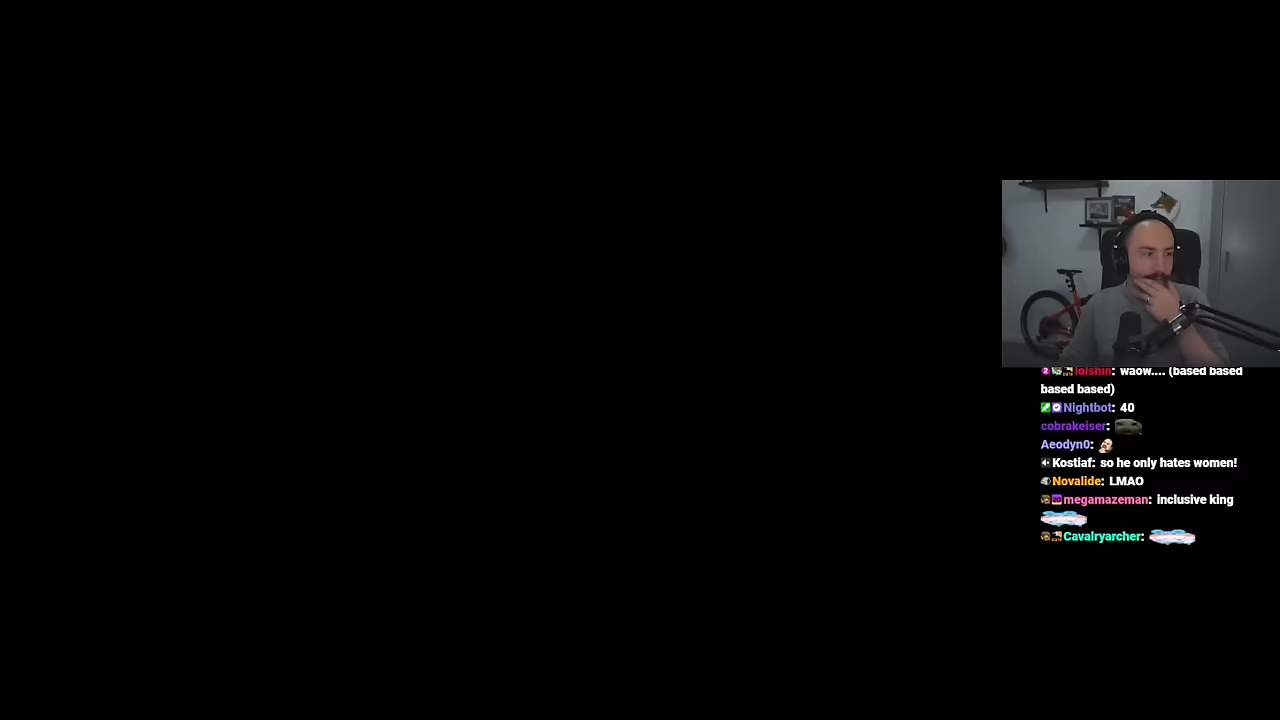 loishin: waow.... (based based
based based)
Nightbot: 40
cobrakeiser:
Aeodyn0:
Kostiaf: so he only hates women!
Novalide: LMAO
megamazeman: inclusive king
Cavalryarcher: